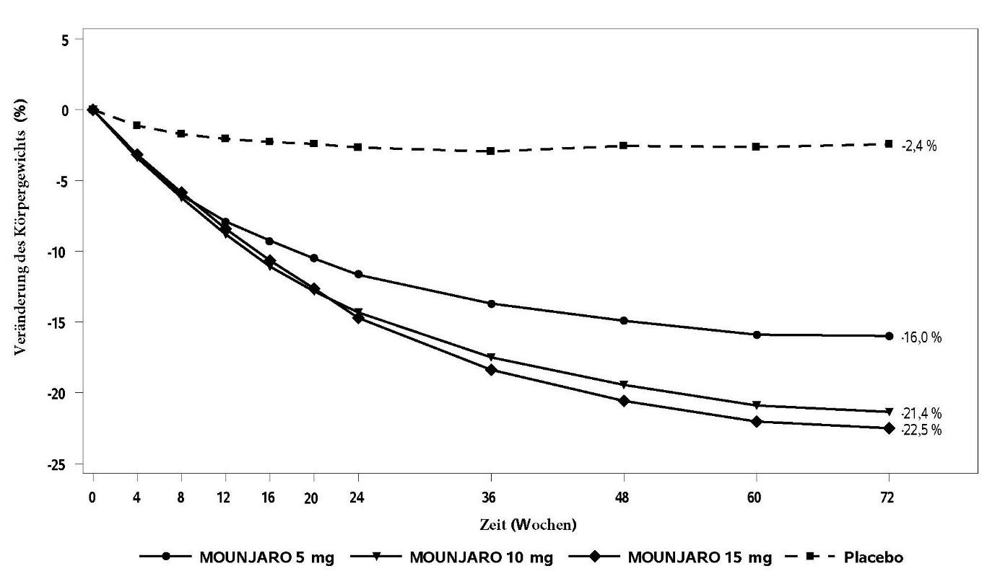 5
0
-5
-10
-15
-20
-25
Veränderung des Körpergewichts (%)
-2,4 %
-16,0 %
-21,4 %
-22,5 %
0 4 8 12 16 20 24 36 48 60 72
Zeit (Wochen)
MOUNJARO 5 mg MOUNJARO 10 mg MOUNJARO 15 mg Placebo